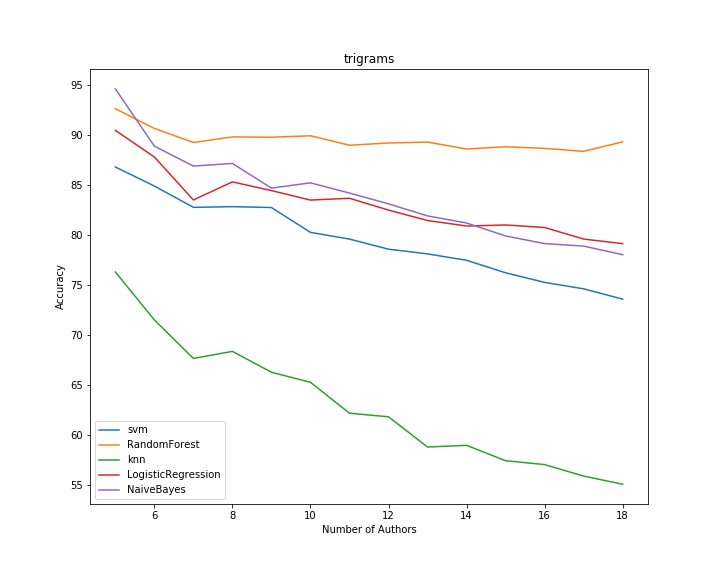 trigrams
95
90
85
80
75
70
65
60
55
Accuracy
svm
RandomForest
knn
LogisticRegression
NaiveBayes
6 8 10 12 14 16 18
Number of Authors